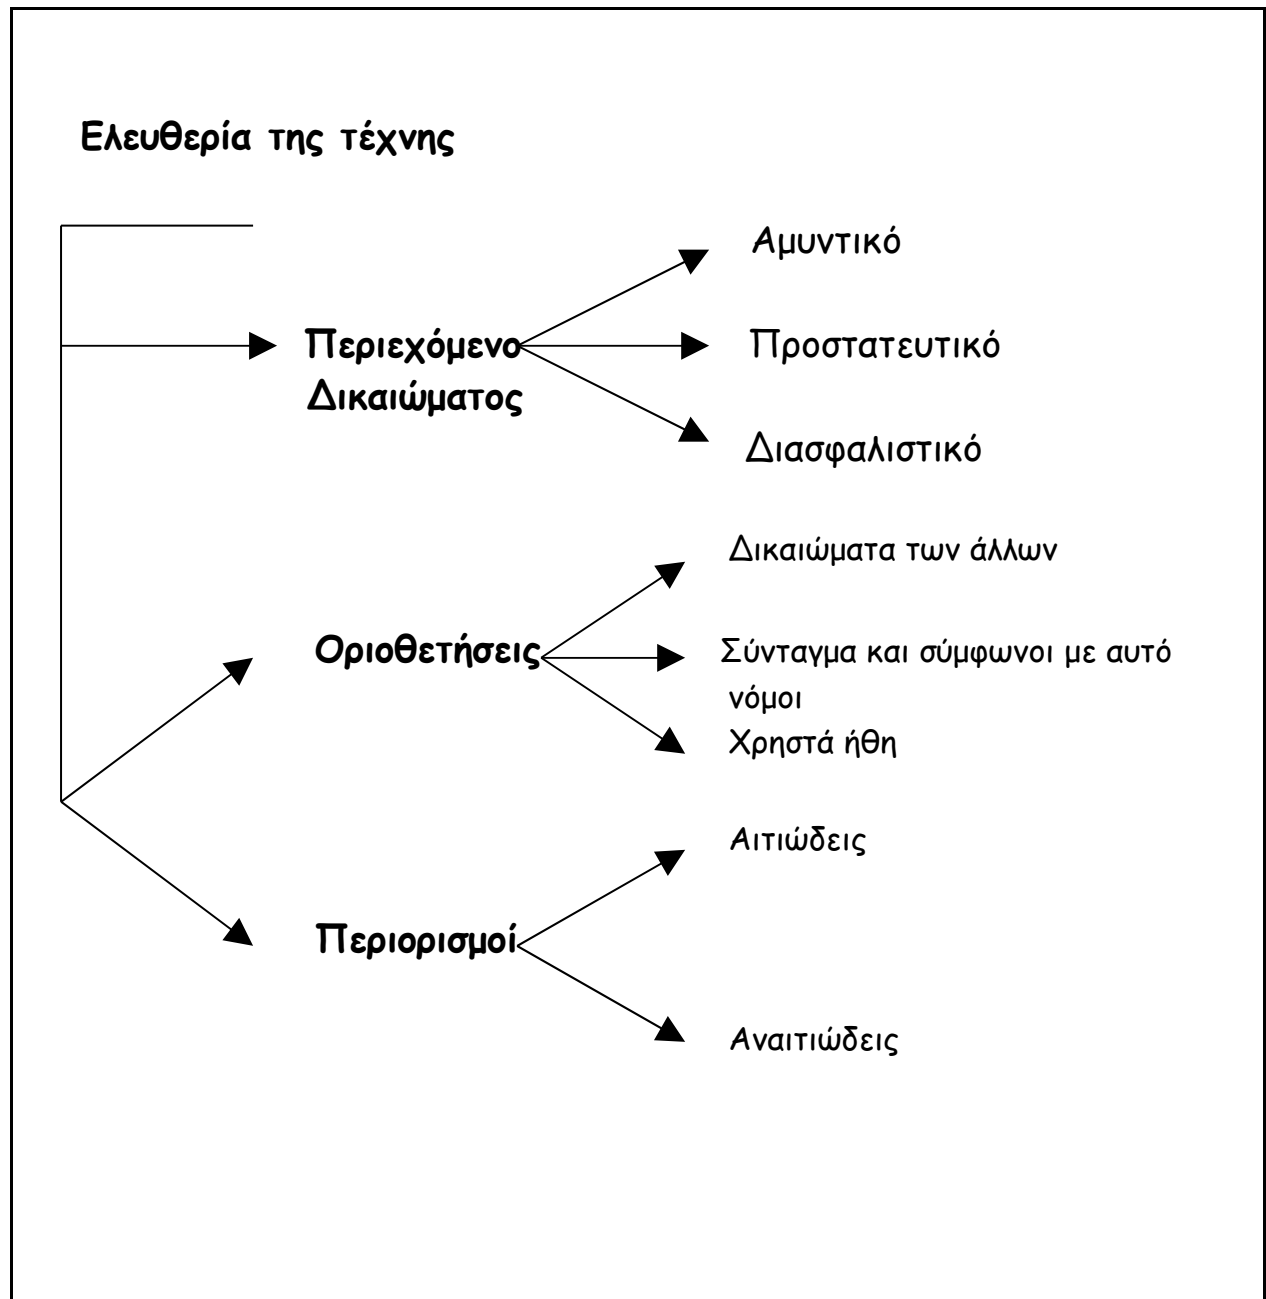 Ελευθερία της τέχνης
Αμυντικό
Περιεχόμενο
Δικαιώματος
Προστατευτικό
Διασφαλιστικό
Δικαιώματα των άλλων
Οριοθετήσεις
Σύνταγμα και σύμφωνοι με αυτό
νόμοι
Χρηστά ήθη
Αιτιώδεις
Περιορισμοί
Αναιτιώδεις